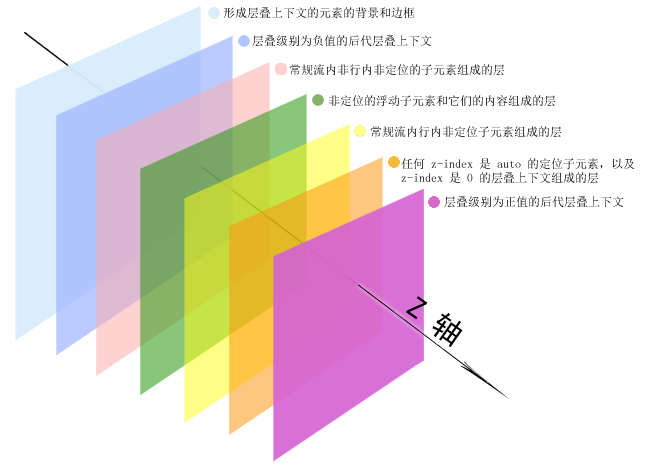 形成层叠上下文的元素的背景和边框
层叠级别为负值的后代层叠上下文
常规流内非行内非定位的子元素组成的层
非定位的浮动子元素和它们的内容组成的层
常规流内行内非定位子元素组成的层
任何 z-index 是 auto 的定位子元素，以及
z-index 是 0 的层叠上下文组成的层
层叠级别为正值的后代层叠上下文
Z 轴